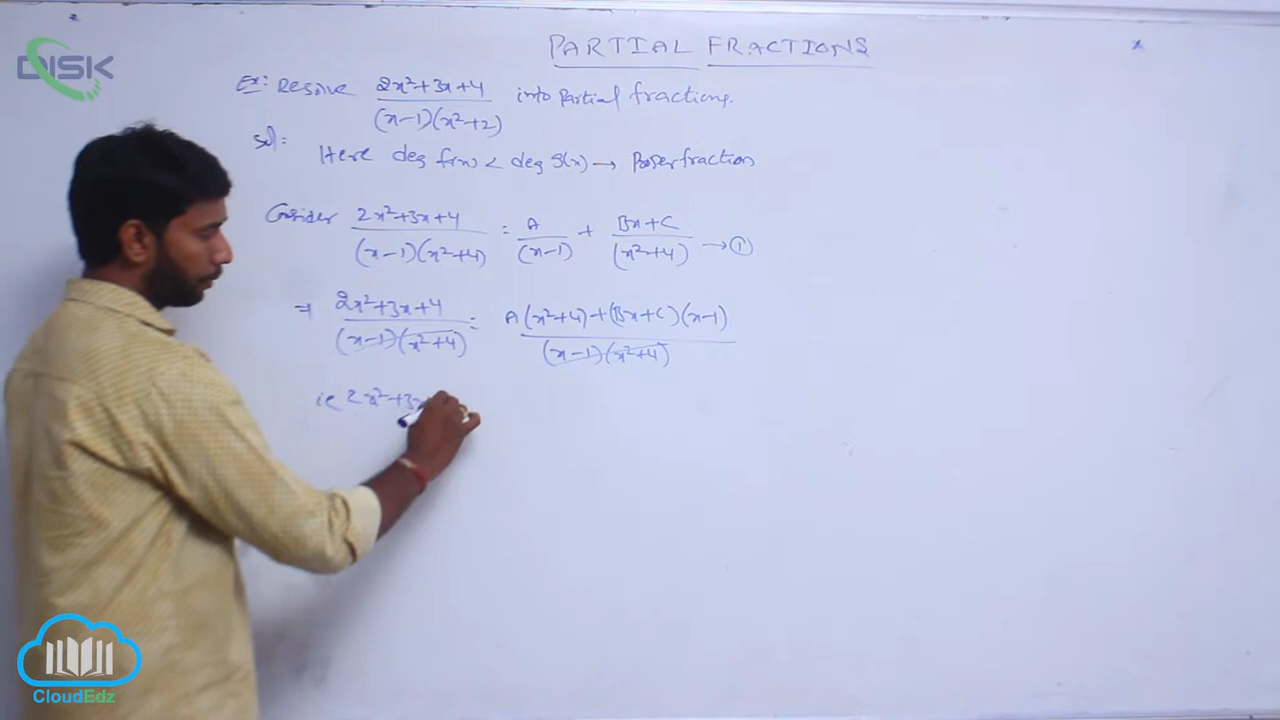 DISK
PARTIAL FRACTIONS
Ex: Resolve 2x²+3x+4 / (x-1)(x²+2) into Partial fractions.
Sol:
Here deg f(x) < deg g(x) → Proper fraction
Consider 2x²+3x+4 / (x-1)(x²+4) = A / (x-1) + Bx+C / (x²+4) → ①
⇒ 2x²+3x+4 / (x-1)(x²+4) = A(x²+4)+(Bx+C)(x-1) / (x-1)(x²+4)
ie 2x²+3x
CloudEdz